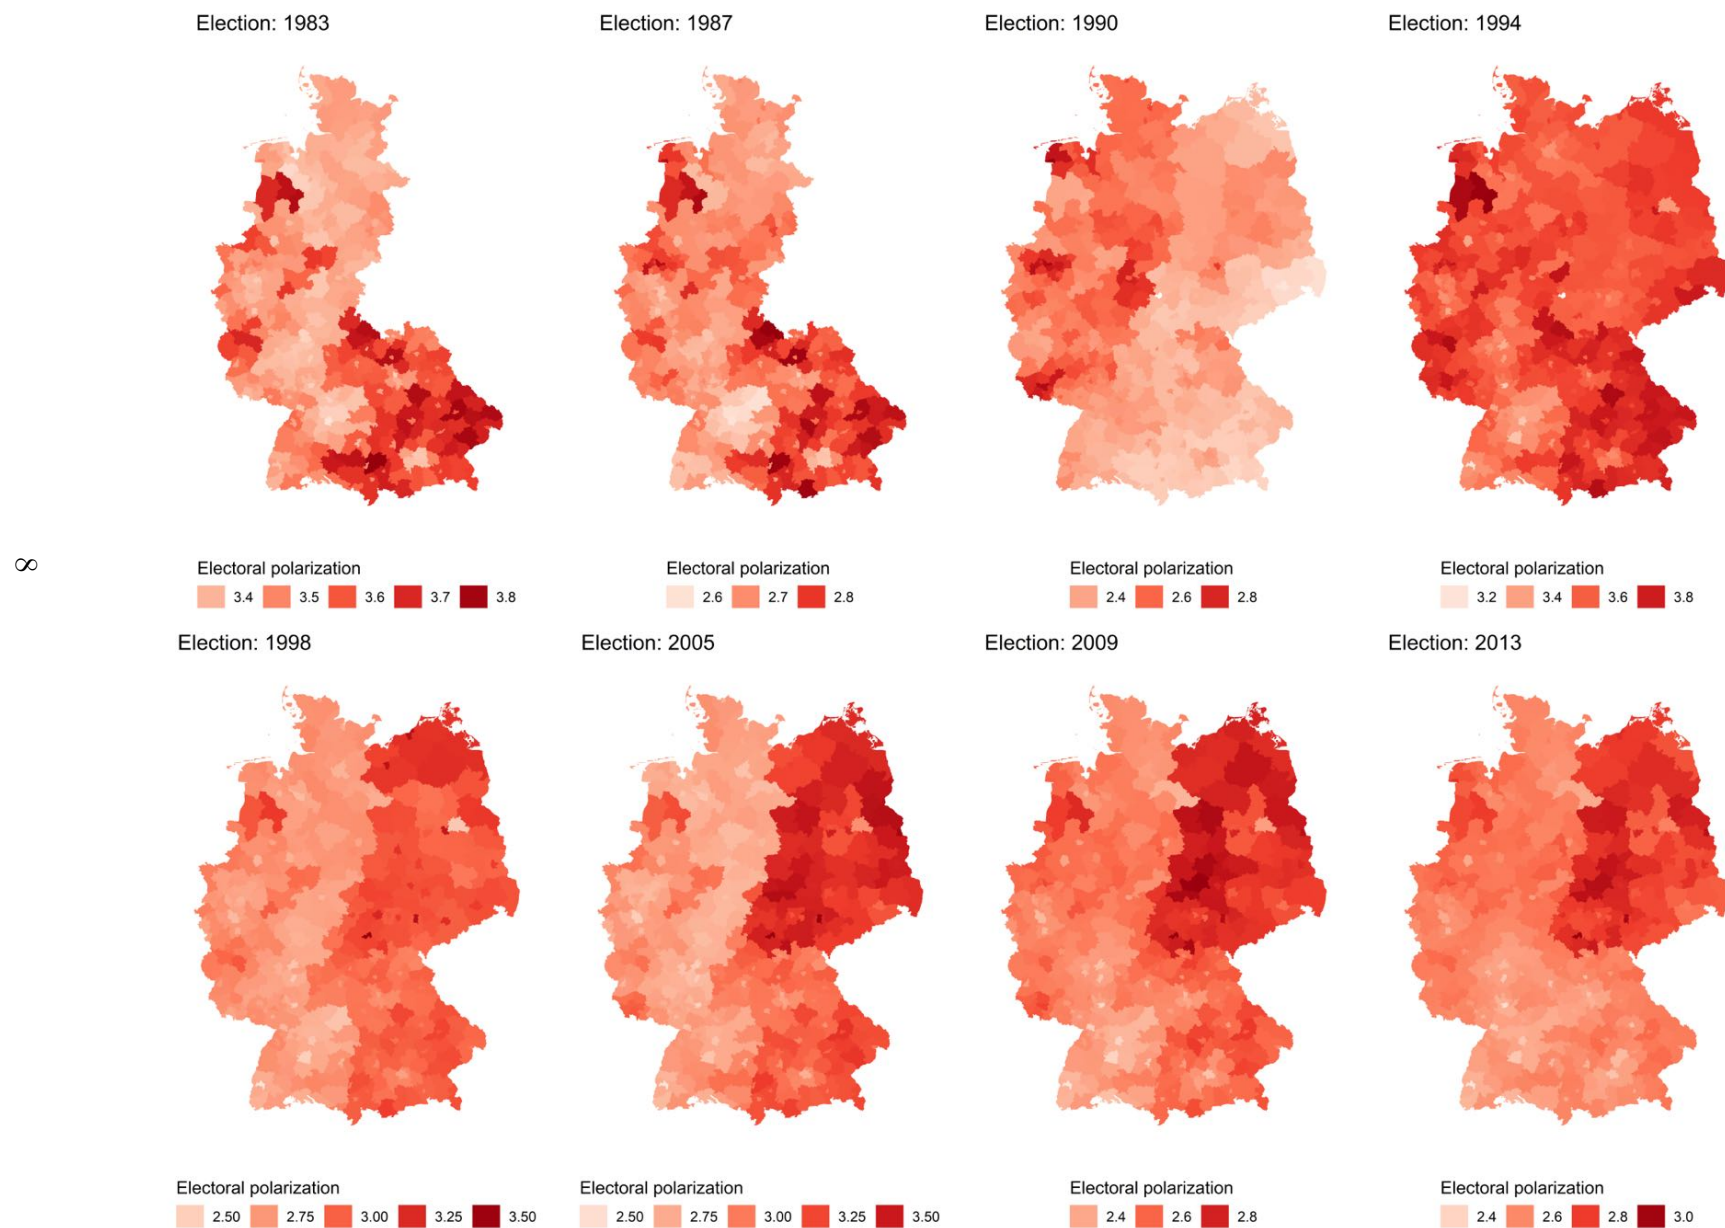 Election: 1983
Election: 1987
Election: 1990
Election: 1994
8
Electoral polarization
3.4 3.5 3.6 3.7 3.8
Electoral polarization
2.6 2.7 2.8
Electoral polarization
2.4 2.6 2.8
Electoral polarization
3.2 3.4 3.6 3.8
Election: 1998
Election: 2005
Election: 2009
Election: 2013
Electoral polarization
2.50 2.75 3.00 3.25 3.50
Electoral polarization
2.50 2.75 3.00 3.25 3.50
Electoral polarization
2.4 2.6 2.8
Electoral polarization
2.4 2.6 2.8 3.0